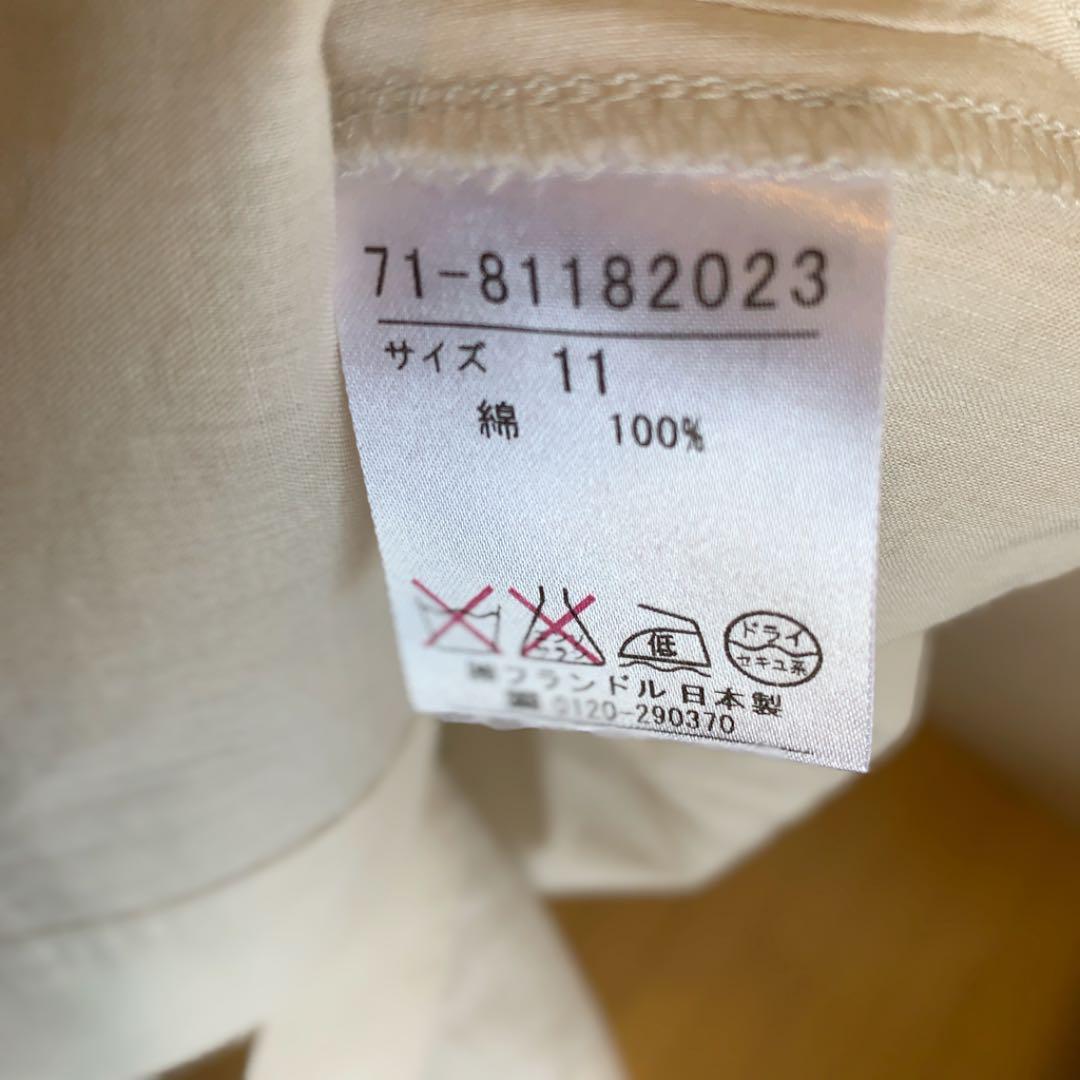 71-81182023
サイズ 11
綿 100%
低 ドライ
セキユ系
フランドル 日本製
0120-290370